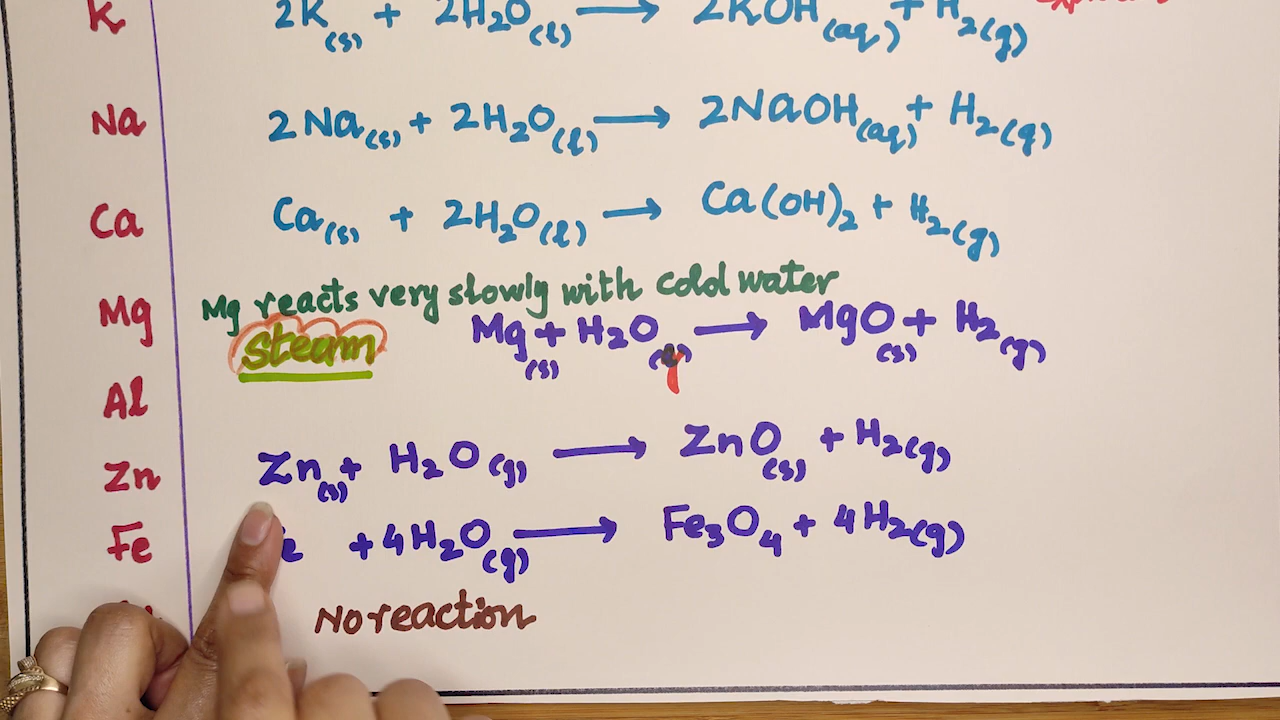 K 2K(s) + 2H2O(l) → 2KOH(aq) + H2(g)
Na 2Na(s) + 2H2O(l) → 2NaOH(aq) + H2(g)
Ca Ca(s) + 2H2O(l) → Ca(OH)2 + H2(g)
Mg reacts very slowly with cold water
Mg steam Mg(s) + H2O → MgO(s) + H2(g)
Al
Zn Zn(s) + H2O(g) → ZnO(s) + H2(g)
Fe + 4H2O(g) → Fe3O4 + 4H2(g)
No reaction